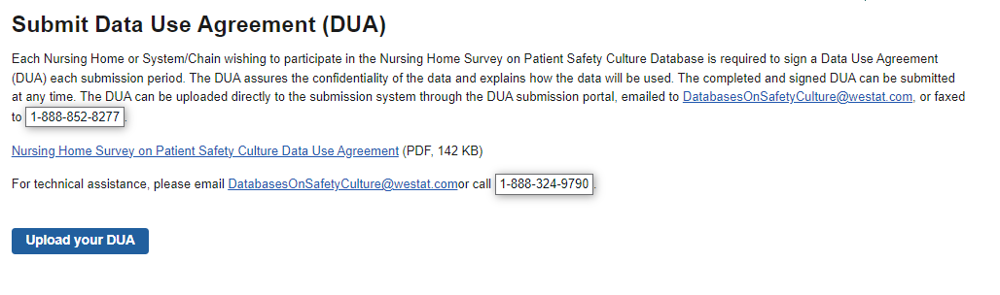 Submit Data Use Agreement (DUA)
Each Nursing Home or System/Chain wishing to participate in the Nursing Home Survey on Patient Safety Culture Database is required to sign a Data Use Agreement
(DUA) each submission period. The DUA assures the confidentiality of the data and explains how the data will be used. The completed and signed DUA can be submitted
at any time. The DUA can be uploaded directly to the submission system through the DUA submission portal, emailed to DatabasesOnSafetyCulture@westat.com, or faxed
to 1-888-852-8277.
Nursing Home Survey on Patient Safety Culture Data Use Agreement (PDF, 142 KB)
For technical assistance, please email DatabasesOnSafetyCulture@westat.comor call 1-888-324-9790.
Upload your DUA